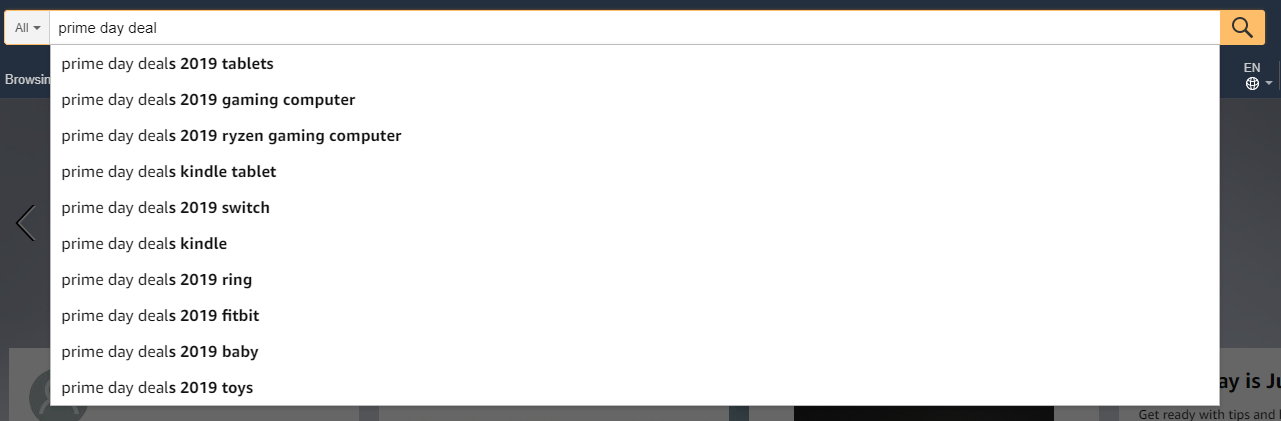 All prime day deal
prime day deals 2019 tablets
Browsing
EN
prime day deals 2019 gaming computer
prime day deals 2019 ryzen gaming computer
prime day deals kindle tablet
prime day deals 2019 switch
prime day deals kindle
prime day deals 2019 ring
prime day deals 2019 fitbit
prime day deals 2019 baby
ay is Ju
prime day deals 2019 toys
Get ready with tips and